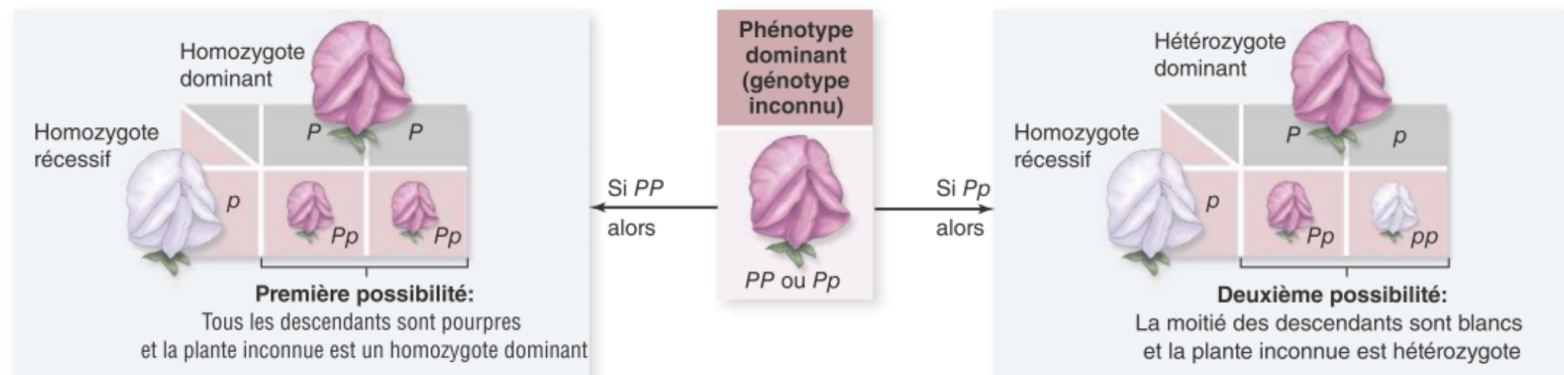 Homozygote
dominant
Homozygote
récessif
P
P
p
Pp
Pp
Première possibilité:
Tous les descendants sont pourpres
et la plante inconnue est un homozygote dominant
Si PP
alors
Phénotype
dominant
(génotype
inconnu)
PP ou Pp
Si Pp
alors
Hétérozygote
dominant
Homozygote
récessif
P
p
p
Pp
pp
Deuxième possibilité:
La moitié des descendants sont blancs
et la plante inconnue est hétérozygote